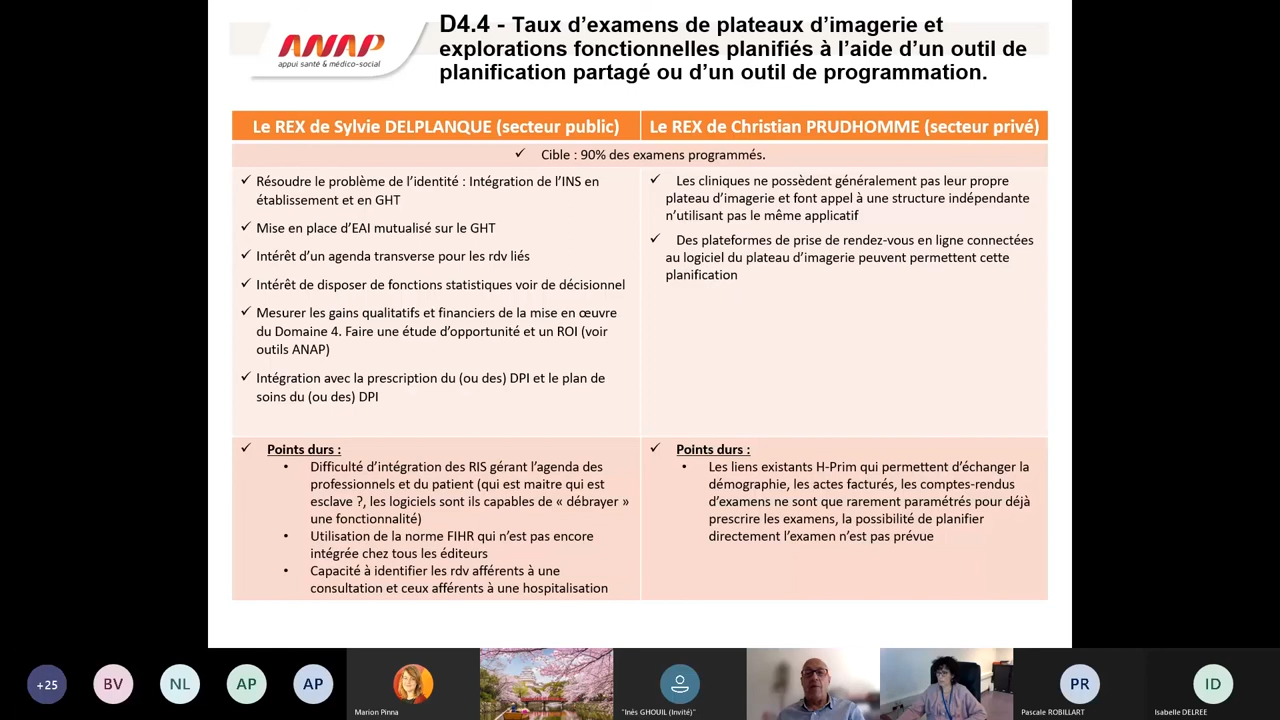 ANAP
appui santé & médico-social
D4.4 - Taux d'examens de plateaux d'imagerie et
explorations fonctionnelles planifiés à l'aide d'un outil de
planification partagé ou d'un outil de programmation.
Le REX de Sylvie DELPLANQUE (secteur public)
Le REX de Christian PRUDHOMME (secteur privé)
✓ Cible : 90% des examens programmés.
✓ Résoudre le problème de l'identité : Intégration de l'INS en
établissement et en GHT
✓ Mise en place d'EAI mutualisé sur le GHT
✓ Intérêt d'un agenda transverse pour les rdv liés
✓ Intérêt de disposer de fonctions statistiques voir de décisionnel
✓ Mesurer les gains qualitatifs et financiers de la mise en œuvre
du Domaine 4. Faire une étude d'opportunité et un ROI (voir
outils ANAP)
✓ Intégration avec la prescription du (ou des) DPI et le plan de
soins du (ou des) DPI
✓ Les cliniques ne possèdent généralement pas leur propre
plateau d'imagerie et font appel à une structure indépendante
n'utilisant pas le même applicatif
✓ Des plateformes de prise de rendez-vous en ligne connectées
au logiciel du plateau d'imagerie peuvent permettent cette
planification
✓ Points durs :
• Difficulté d'intégration des RIS gérant l'agenda des
professionnels et du patient (qui est maitre qui est
esclave ?, les logiciels sont ils capables de « débrayer »
une fonctionnalité)
• Utilisation de la norme FIHR qui n'est pas encore
intégrée chez tous les éditeurs
• Capacité à identifier les rdv afférents à une
consultation et ceux afférents à une hospitalisation
✓ Points durs :
• Les liens existants H-Prim qui permettent d'échanger la
démographie, les actes facturés, les comptes-rendus
d'examens ne sont que rarement paramétrés pour déjà
prescrire les examens, la possibilité de planifier
directement l'examen n'est pas prévue
+25
BV
NL
AP
AP
Marion Pinna
"Inès GHOUIL (Invité)"
PR
Pascale ROBILLART
ID
Isabelle DELREE